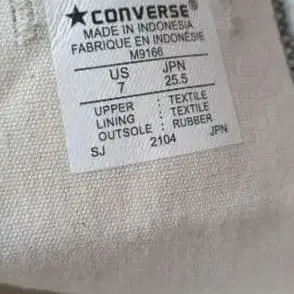 ★CONVERSE®
MADE IN INDONESIA
FABRIQUE EN INDONÉSIE
M9166
US JPN
7 25.5
UPPER : TEXTILE
LINING : TEXTILE
OUTSOLE : RUBBER
SJ 2104 JPN